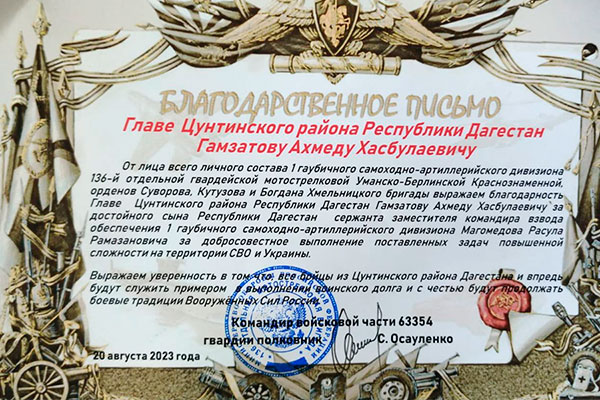 БЛАГОДАРСТВЕННОЕ ПИСЬМО
Главе Цунтинского района Республики Дагестан
Гамзатову Ахмеду Хасбулаевичу
От лица всего личного состава 1 гаубичного самоходно-артиллерийского дивизиона
136-й отдельной гвардейской мотострелковой Уманско-Берлинской Краснознаменной,
орденов Суворова, Кутузова и Богдана Хмельницкого бригады выражаем благодарность
Главе Цунтинского района Республики Дагестан Гамзатову Ахмеду Хасбулаевичу за
достойного сына Республики Дагестан сержанта заместителя командира взвода
обеспечения 1 гаубичного самоходно-артиллерийского дивизиона Магомедова Расула
Рамазановича за добросовестное выполнение поставленных задач повышенной
сложности на территории СВО и Украины.
Выражаем уверенность в том что, все бойцы из Цунтинского района Дагестана и впредь
будут служить примером в выполнении воинского долга и с честью будут продолжать
боевые традиции Вооруженных Сил России.
Командир войсковой части 63354
гвардии полковник С. Осауленко
20 августа 2023 года